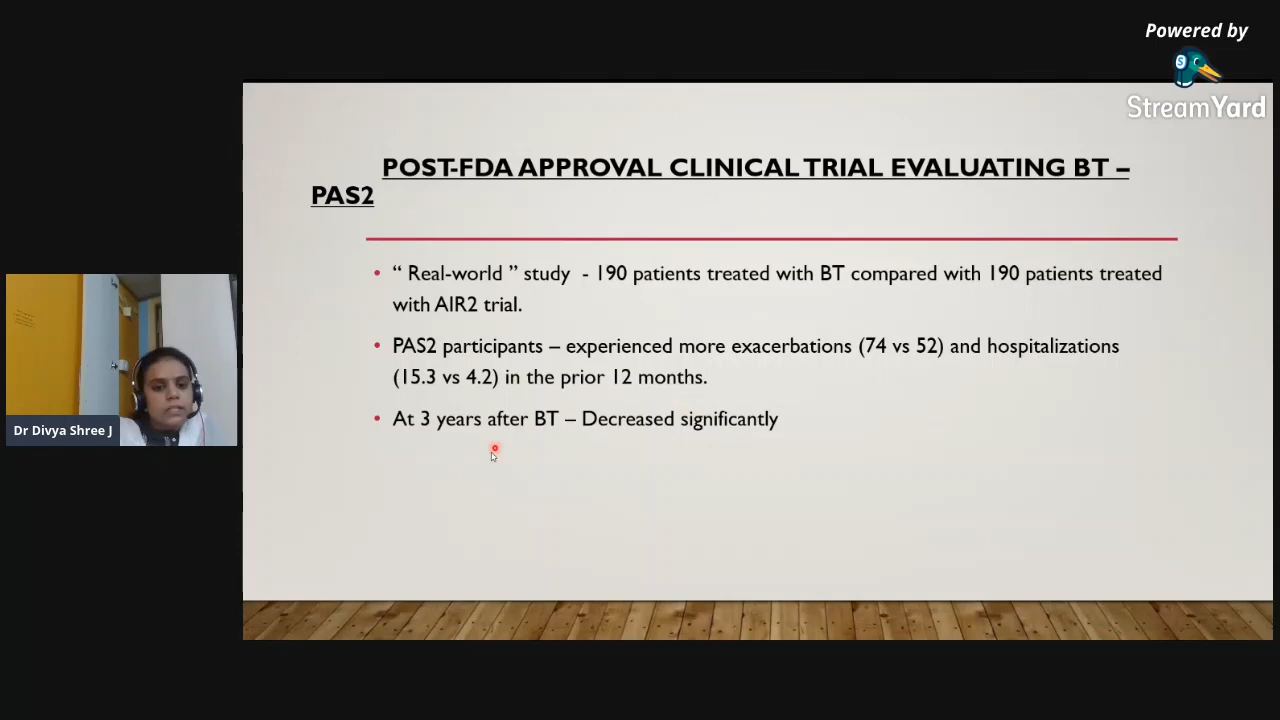 Powered by
StreamYard
POST-FDA APPROVAL CLINICAL TRIAL EVALUATING BT –
PAS2
• “ Real-world ” study - 190 patients treated with BT compared with 190 patients treated
with AIR2 trial.
• PAS2 participants – experienced more exacerbations (74 vs 52) and hospitalizations
(15.3 vs 4.2) in the prior 12 months.
• At 3 years after BT – Decreased significantly
Dr Divya Shree J